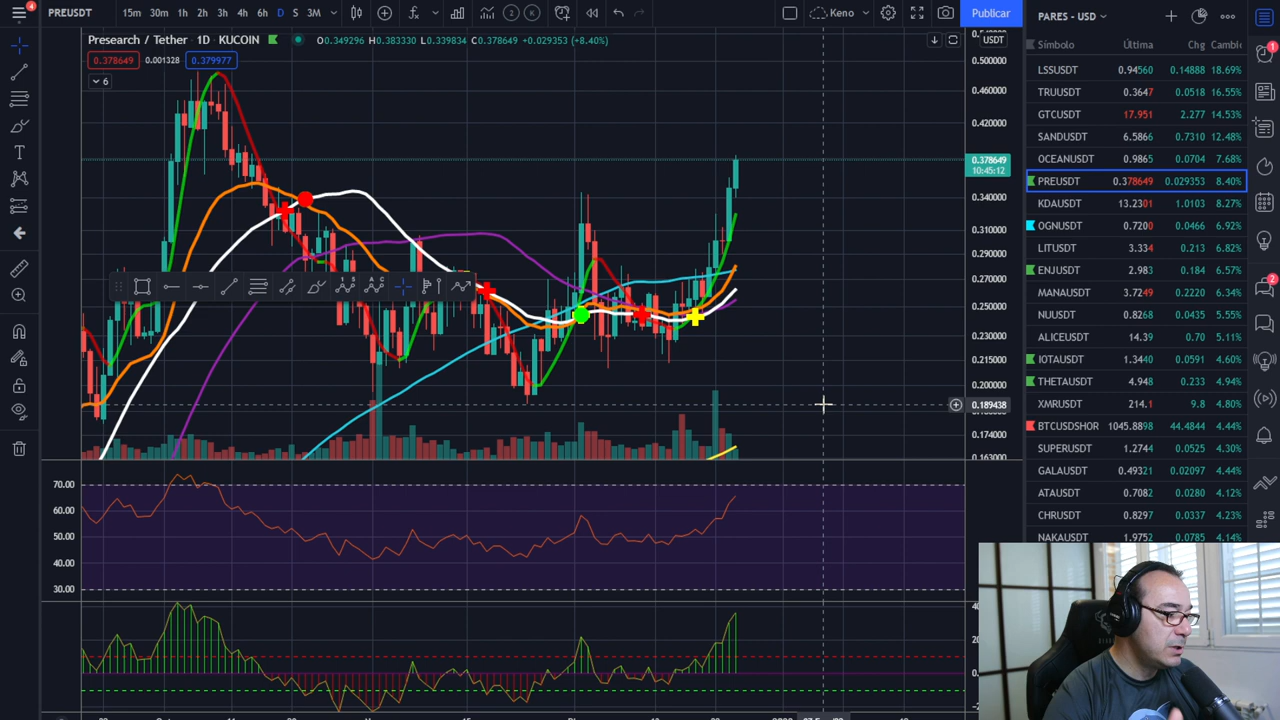 4
PREUSDT 15m 30m 1h 2h 3h 4h 6h D S 3M 2 K Keno Publicar
Presearch / Tether 1D KUCOIN O0.349296 H0.383330 L0.339834 C0.378649 +0.029353 (+8.40%)
0.378649 0.001328 0.379977
6
USDT
0.500000
0.460000
0.420000
0.378649
10:45:12
0.340000
0.310000
0.290000
0.270000
0.250000
0.230000
0.215000
0.200000
0.189438
0.174000
0.163000
70.00
60.00
50.00
40.00
30.00
PARES - USD
Símbolo Última Chg Cambio
LSSUSDT 0.94560 0.14888 18.69%
TRUUSDT 0.3647 0.0518 16.55%
GTCUSDT 17.951 2.277 14.53%
SANDUSDT 6.5866 0.7310 12.48%
OCEANUSDT 0.9865 0.0704 7.68%
PREUSDT 0.378649 0.029353 8.40%
KDAUSDT 13.2301 1.0103 8.27%
OGNUSDT 0.7200 0.0466 6.92%
LITUSDT 3.334 0.213 6.82%
ENJUSDT 2.983 0.184 6.57%
MANAUSDT 3.7249 0.2220 6.34%
NUUSDT 0.8268 0.0435 5.55%
ALICEUSDT 14.39 0.70 5.11%
IOTAUSDT 1.3440 0.0591 4.60%
THETAUSDT 4.948 0.233 4.94%
XMRUSDT 214.1 9.8 4.80%
BTCUSDSHOR 1045.8898 44.4844 4.44%
SUPERUSDT 1.2744 0.0525 4.30%
GALAUSDT 0.49321 0.02097 4.44%
ATAUSDT 0.7082 0.0280 4.12%
CHRUSDT 0.8297 0.0337 4.23%
NAKAUSDT 1.9752 0.0785 4.14%
1
2